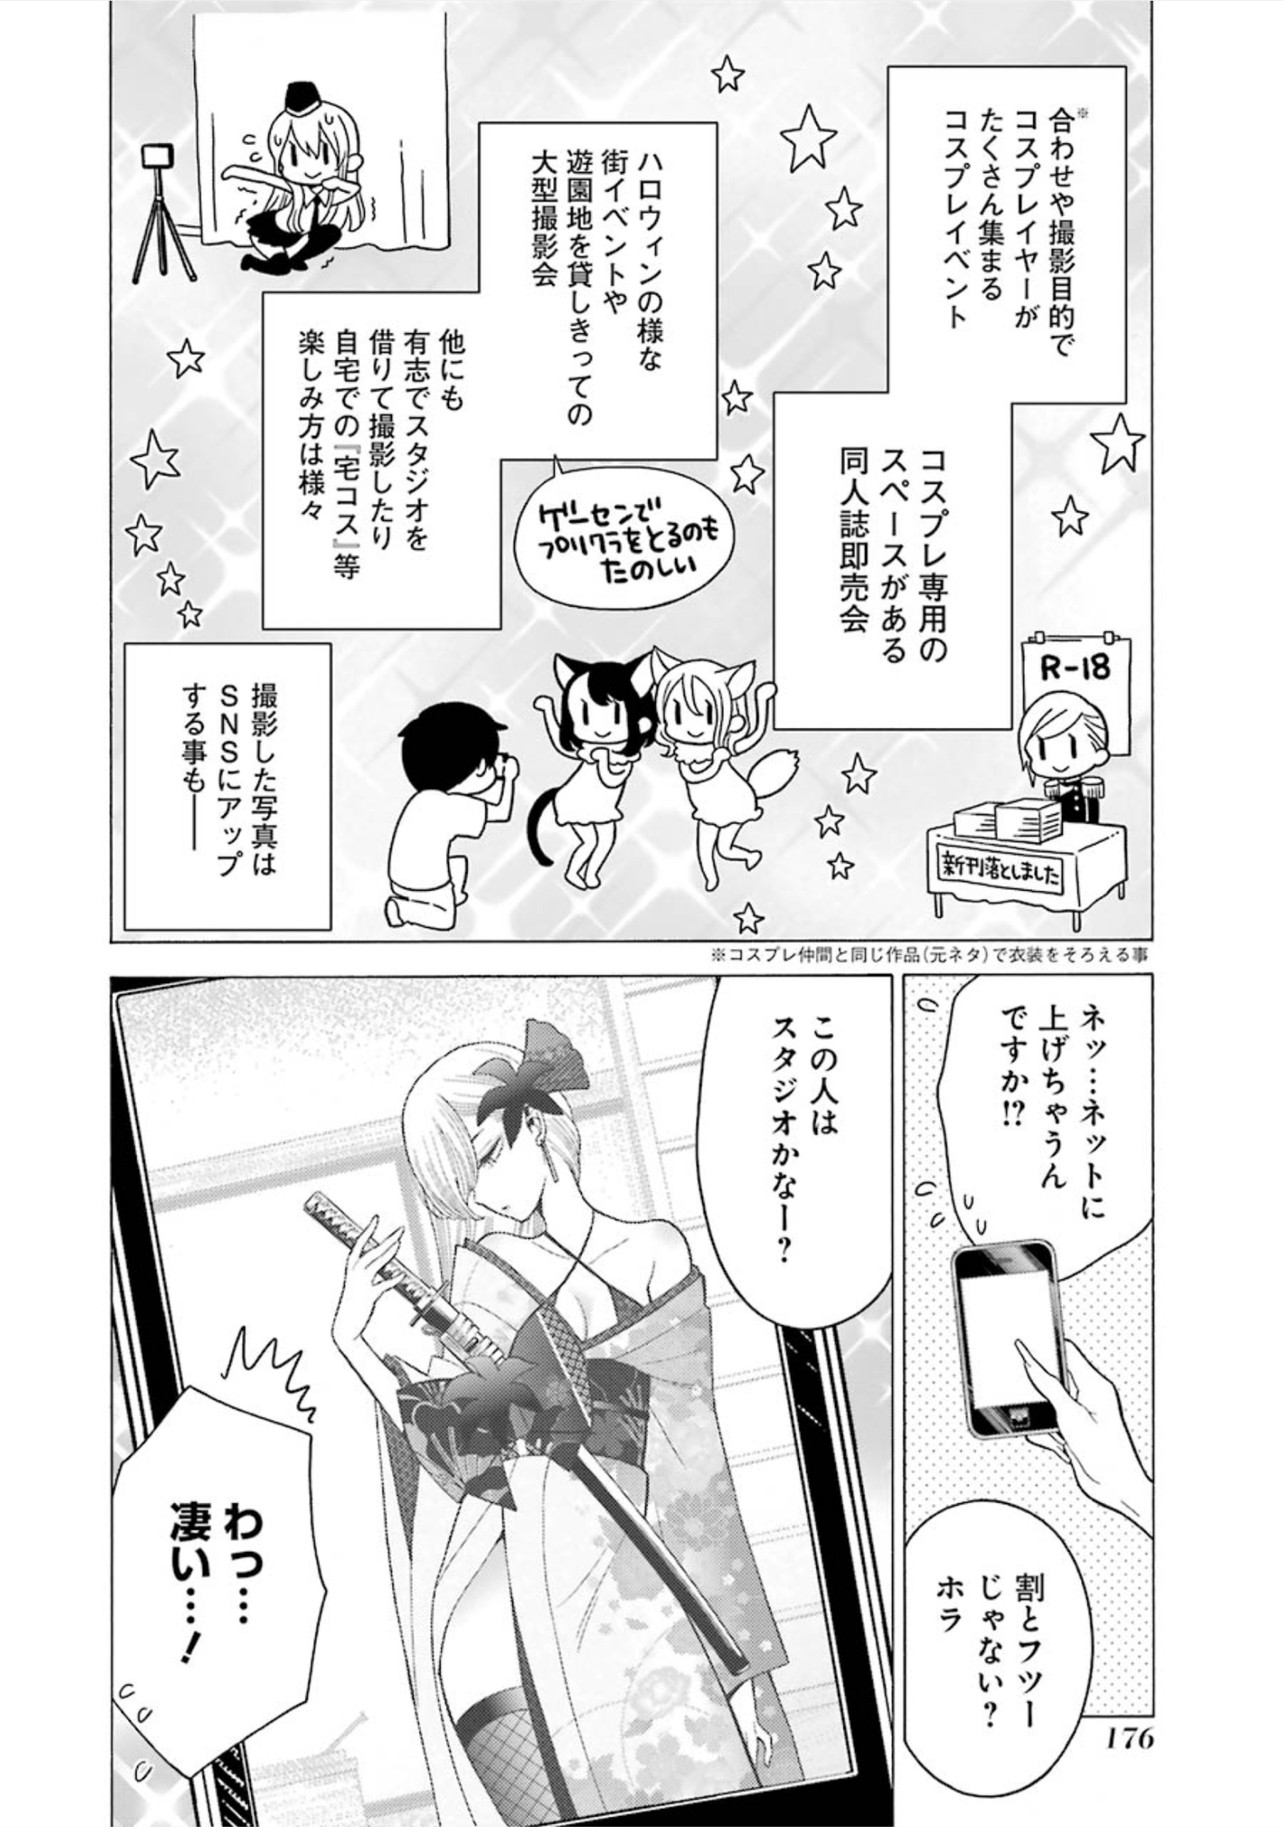 ※
合わせや撮影目的で
コスプレイヤーが
たくさん集まる
コスプレイベント
コスプレ専用の
スペースがある
同人誌即売会
R-18
新刊落としました
ハロウィンの様な
街イベントや
遊園地を貸しきっての
大型撮影会
ゲーセンで
プリクラをとるのも
たのしい
他にも
有志でスタジオを
借りて撮影したり
自宅での『宅コス』等
楽しみ方は様々
撮影した写真は
SNSにアップ
する事も──
※コスプレ仲間と同じ作品(元ネタ)で衣装をそろえる事
ネッ…ネットに
上げちゃうん
ですか!?
割とフツー
じゃない?
ホラ
この人は
スタジオかなー?
わっ…
凄い…!
176